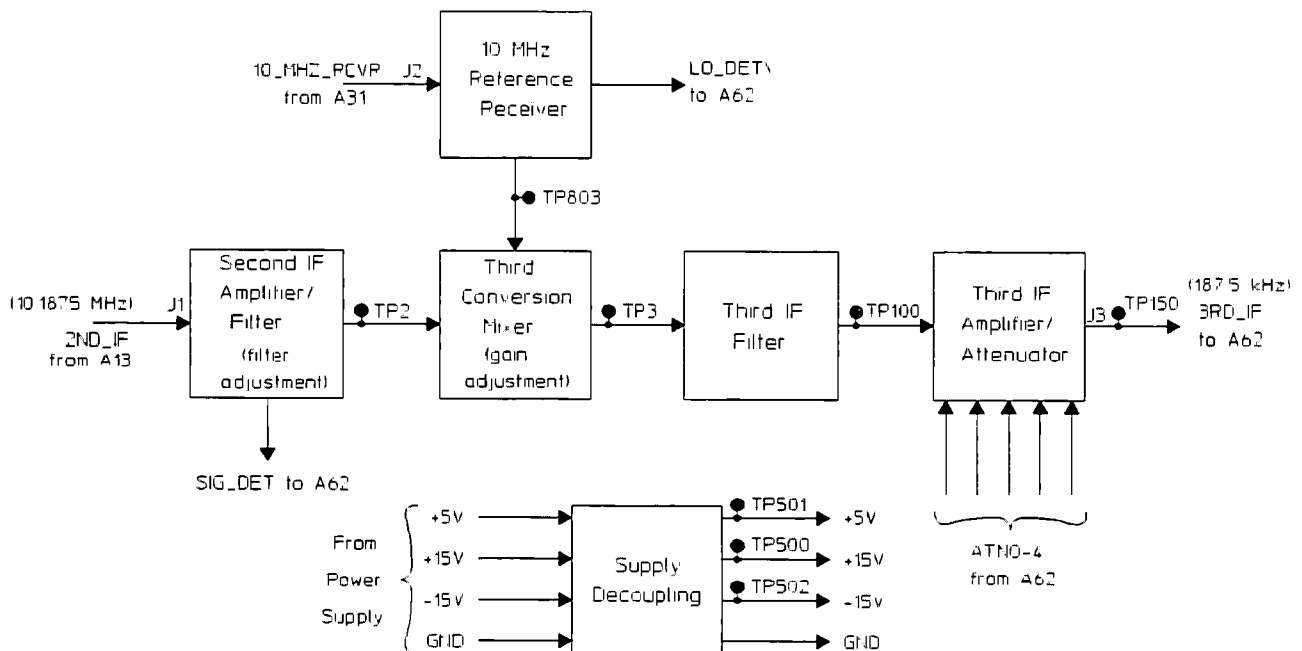 10 MHz
Reference
Receiver
10_MHZ_RCVR J2
from A31
LO_DET\
to A62
TP803
Second IF
Amplifier/
Filter
(filter
adjustment)
(10.1875 MHz) J1
2ND_IF
from A13
TP2
Third
Conversion
Mixer
(gain
adjustment)
TP3
Third IF
Filter
TP100
Third IF
Amplifier/
Attenuator
J3 TP150
(187.5 kHz)
3RD_IF
to A62
SIG_DET to A62
From
Power
Supply
+5V
+15V
-15V
GND
Supply
Decoupling
TP501 +5V
TP500 +15V
TP502 -15V
GND
ATN0-4
from A62